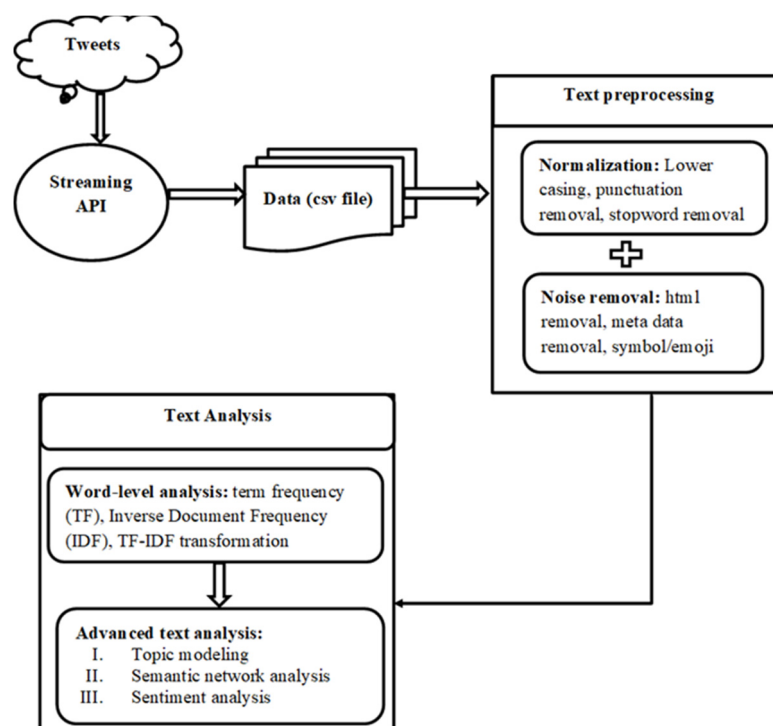 Tweets
Streaming
API
Data (csv file)
Text preprocessing
Normalization: Lower
casing, punctuation
removal, stopword removal
Noise removal: html
removal, meta data
removal, symbol/emoji
Text Analysis
Word-level analysis: term frequency
(TF), Inverse Document Frequency
(IDF), TF-IDF transformation
Advanced text analysis:
I. Topic modeling
II. Semantic network analysis
III. Sentiment analysis